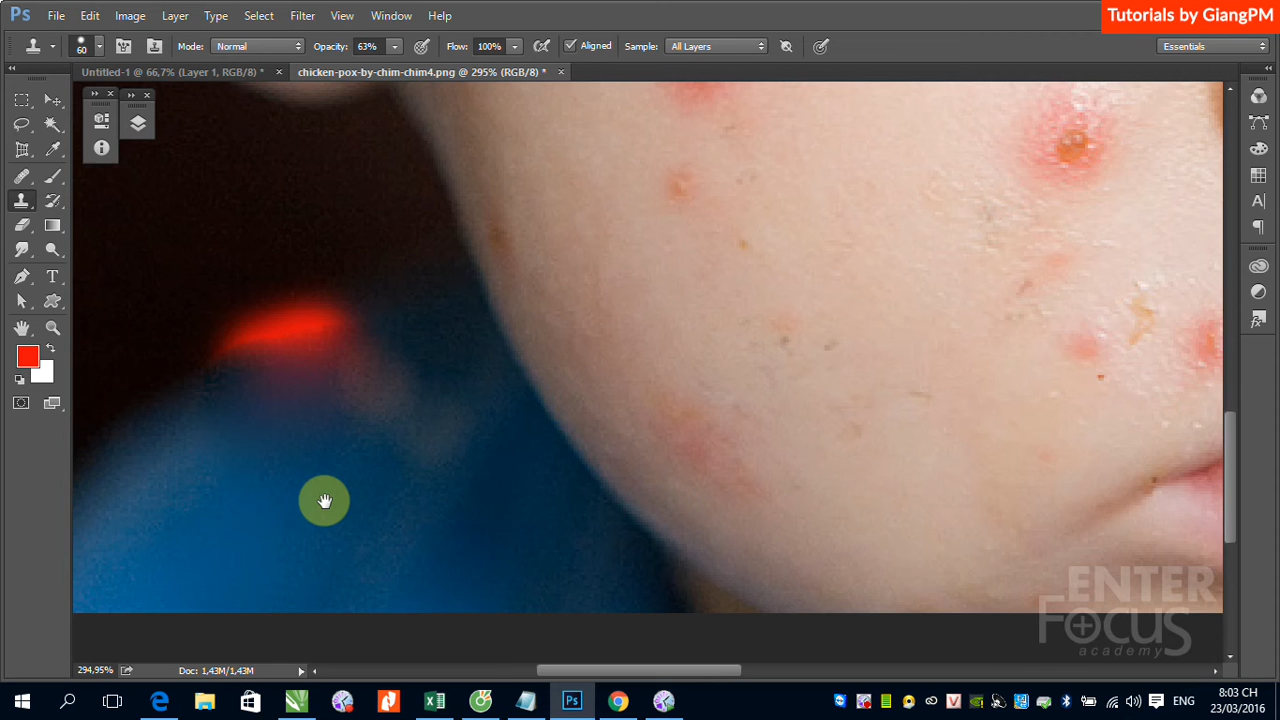 Ps File Edit Image Layer Type Select Filter View Window Help
Tutorials by GiangPM
60 Mode: Normal Opacity: 63% Flow: 100% Aligned Sample: All Layers Essentials
Untitled-1 @ 66,7% (Layer 1, RGB/8) * × chicken-pox-by-chim-chim4.png @ 295% (RGB/8) * ×
ENTER
FOCUS
academy
294,95% Doc: 1,43M/1,43M
ENG
8:03 CH
23/03/2016